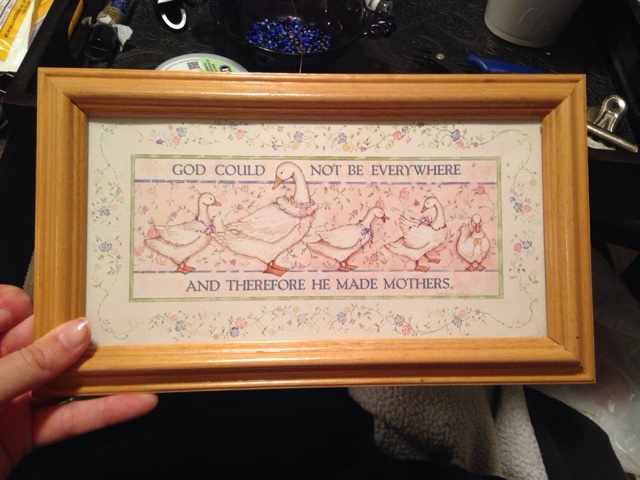 GOD COULD NOT BE EVERYWHERE
AND THEREFORE HE MADE MOTHERS.